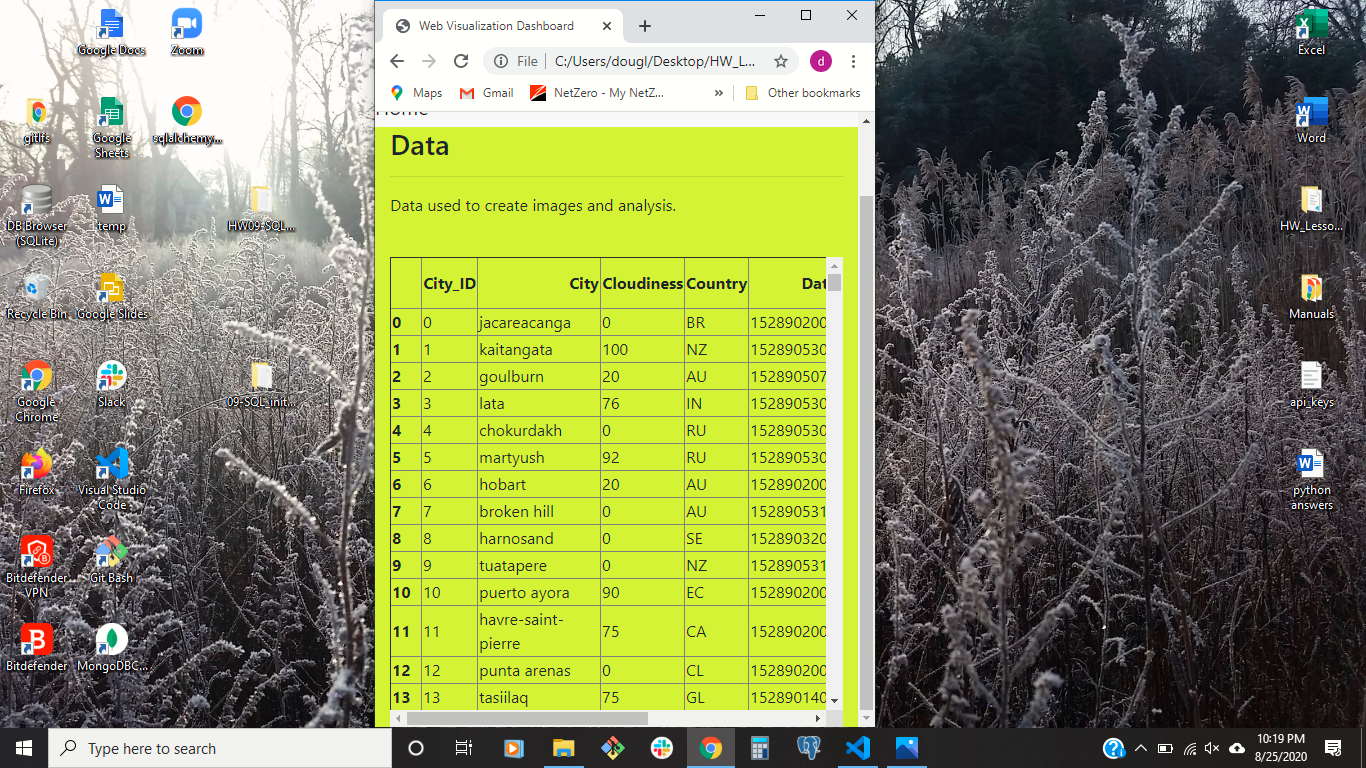 Google Docs
Zoom
gitlfs
Google Sheets
sqlalchemy...
DB Browser (SQLite)
temp
HW09-SQL...
Recycle Bin
Google Slides
Google Chrome
Slack
09-SQL_init...
Firefox
Visual Studio Code
Bitdefender VPN
Git Bash
Bitdefender
MongoDBC...
Web Visualization Dashboard
File
C:/Users/dougl/Desktop/HW_L...
d
Maps
Gmail
NetZero - My NetZ...
»
Other bookmarks
Home
Data
Data used to create images and analysis.
City_ID City Cloudiness Country Dat
0 0 jacareacanga 0 BR 152890200
1 1 kaitangata 100 NZ 152890530
2 2 goulburn 20 AU 152890507
3 3 lata 76 IN 152890530
4 4 chokurdakh 0 RU 152890530
5 5 martyush 92 RU 152890530
6 6 hobart 20 AU 152890200
7 7 broken hill 0 AU 152890531
8 8 harnosand 0 SE 152890320
9 9 tuatapere 0 NZ 152890531
10 10 puerto ayora 90 EC 152890200
11 11 havre-saint-pierre 75 CA 152890200
12 12 punta arenas 0 CL 152890200
13 13 tasiilaq 75 GL 152890140
Excel
Word
HW_Lesso...
Manuals
api_keys
python answers
Type here to search
10:19 PM
8/25/2020